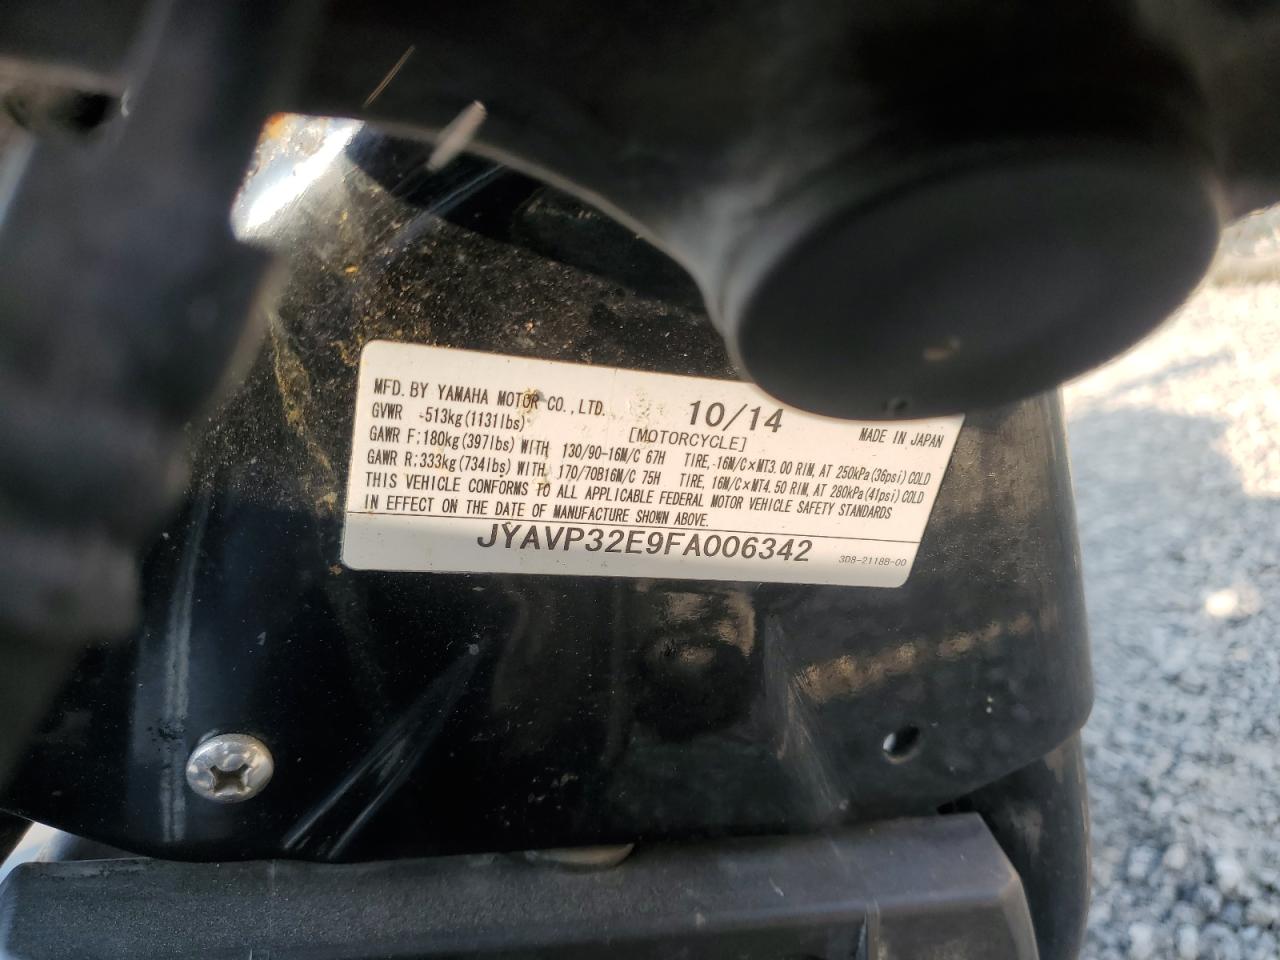 MFD. BY YAMAHA MOTOR CO.,LTD. 10/14
GVWR -513kg(1131lbs) [MOTORCYCLE] MADE IN JAPAN
GAWR F:180kg(397lbs) WITH 130/90-16M/C 67H TIRE,-16M/C×MT3.00 RIM, AT 250kPa(36psi) COLD
GAWR R:333kg(734lbs) WITH 170/70B16M/C 75H TIRE, 16M/C×MT4.50 RIM, AT 280kPa(41psi) COLD
THIS VEHICLE CONFORMS TO ALL APPLICABLE FEDERAL MOTOR VEHICLE SAFETY STANDARDS
IN EFFECT ON THE DATE OF MANUFACTURE SHOWN ABOVE.
JYAVP32E9FA006342 3D8-2118B-00